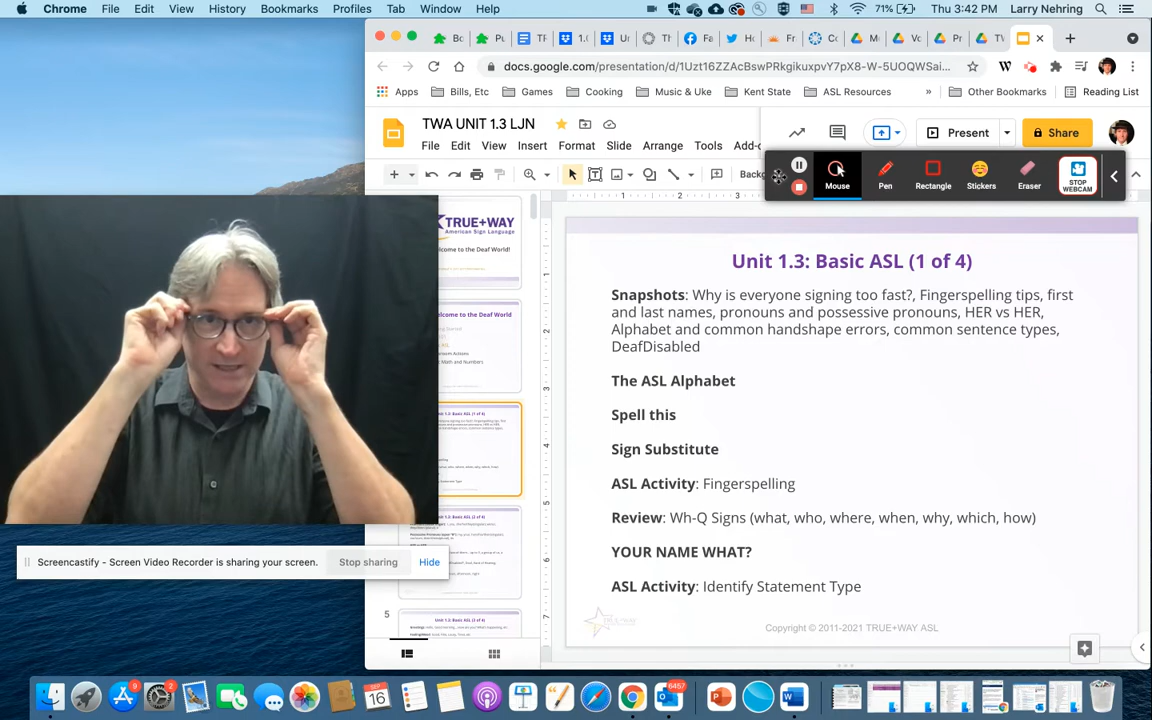 Chrome File Edit View History Bookmarks Profiles Tab Window Help 71% Thu 3:42 PM Larry Nehring
docs.google.com/presentation/d/1Uzt16ZZAcBswPRkgikuxpvY7pX8-W-5UOQWSai...
Apps Bills, Etc Games Cooking Music & Uke Kent State ASL Resources » Other Bookmarks Reading List
TWA UNIT 1.3 LJN
Present Share
File Edit View Insert Format Slide Arrange Tools Add-
Mouse Pen Rectangle Stickers Eraser STOP WEBCAM
TRUE+WAY
American Sign Language
Unit 1.3: Basic ASL (1 of 4)
Snapshots: Why is everyone signing too fast?, Fingerspelling tips, first
and last names, pronouns and possessive pronouns, HER vs HER,
Alphabet and common handshape errors, common sentence types,
DeafDisabled
The ASL Alphabet
Spell this
Sign Substitute
ASL Activity: Fingerspelling
Review: Wh-Q Signs (what, who, where, when, why, which, how)
YOUR NAME WHAT?
ASL Activity: Identify Statement Type
Copyright © 2011-2021 TRUE+WAY ASL
Screencastify - Screen Video Recorder is sharing your screen. Stop sharing Hide
5